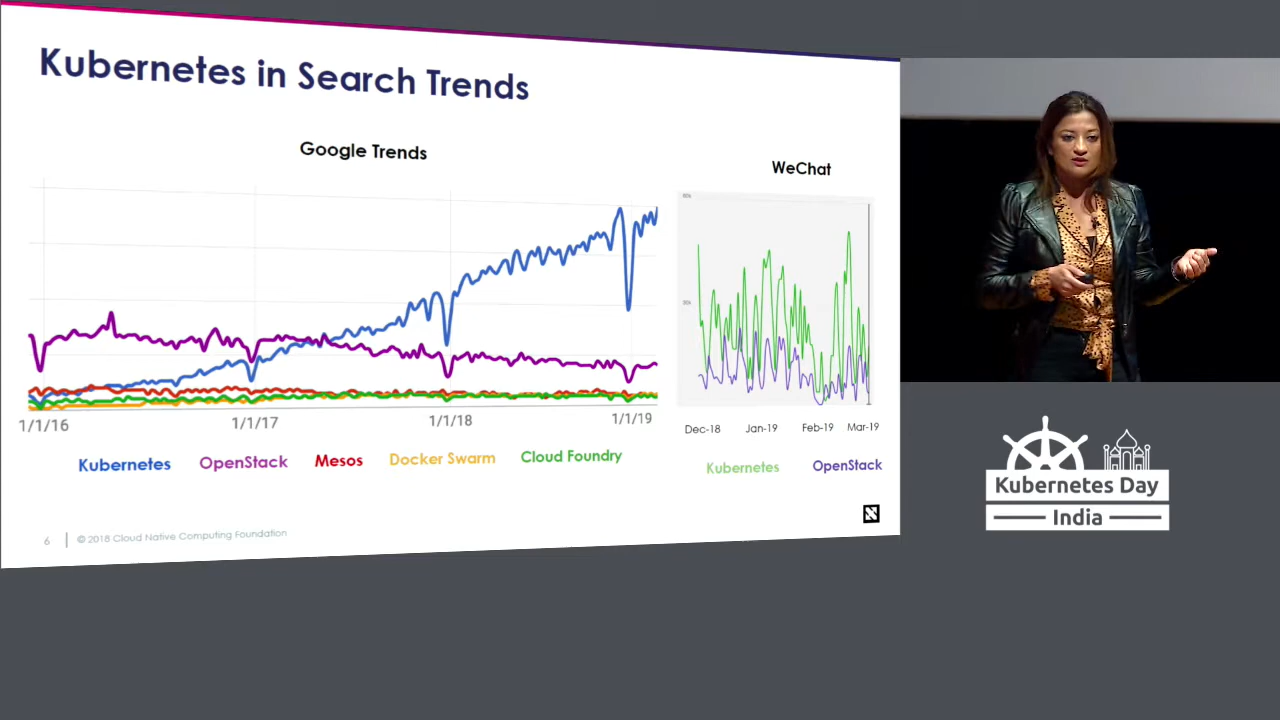 Kubernetes in Search Trends
Google Trends
WeChat
1/1/16
1/1/17
1/1/18
1/1/19
Dec-18
Jan-19
Feb-19
Mar-19
Kubernetes
OpenStack
Mesos
Docker Swarm
Cloud Foundry
Kubernetes
OpenStack
6
© 2018 Cloud Native Computing Foundation
Kubernetes Day
India